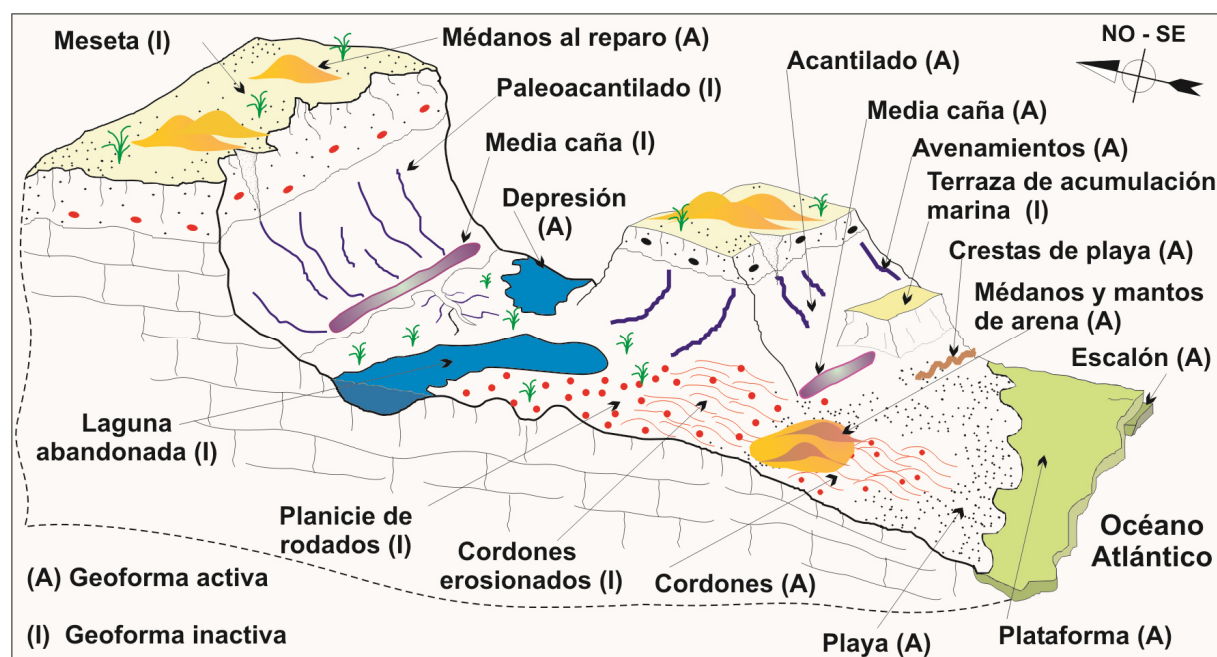 Meseta (I)
Médanos al reparo (A)
Paleoacantilado (I)
Media caña (I)
Depresión
(A)
NO - SE
Acantilado (A)
Media caña (A)
Avenamientos (A)
Terraza de acumulación
marina (I)
Crestas de playa (A)
Médanos y mantos
de arena (A)
Escalón (A)
Laguna
abandonada (I)
Planicie de
rodados (I)
Cordones
erosionados (I)
Cordones (A)
Playa (A)
Plataforma (A)
Océano
Atlántico
(A) Geoforma activa
(I) Geoforma inactiva